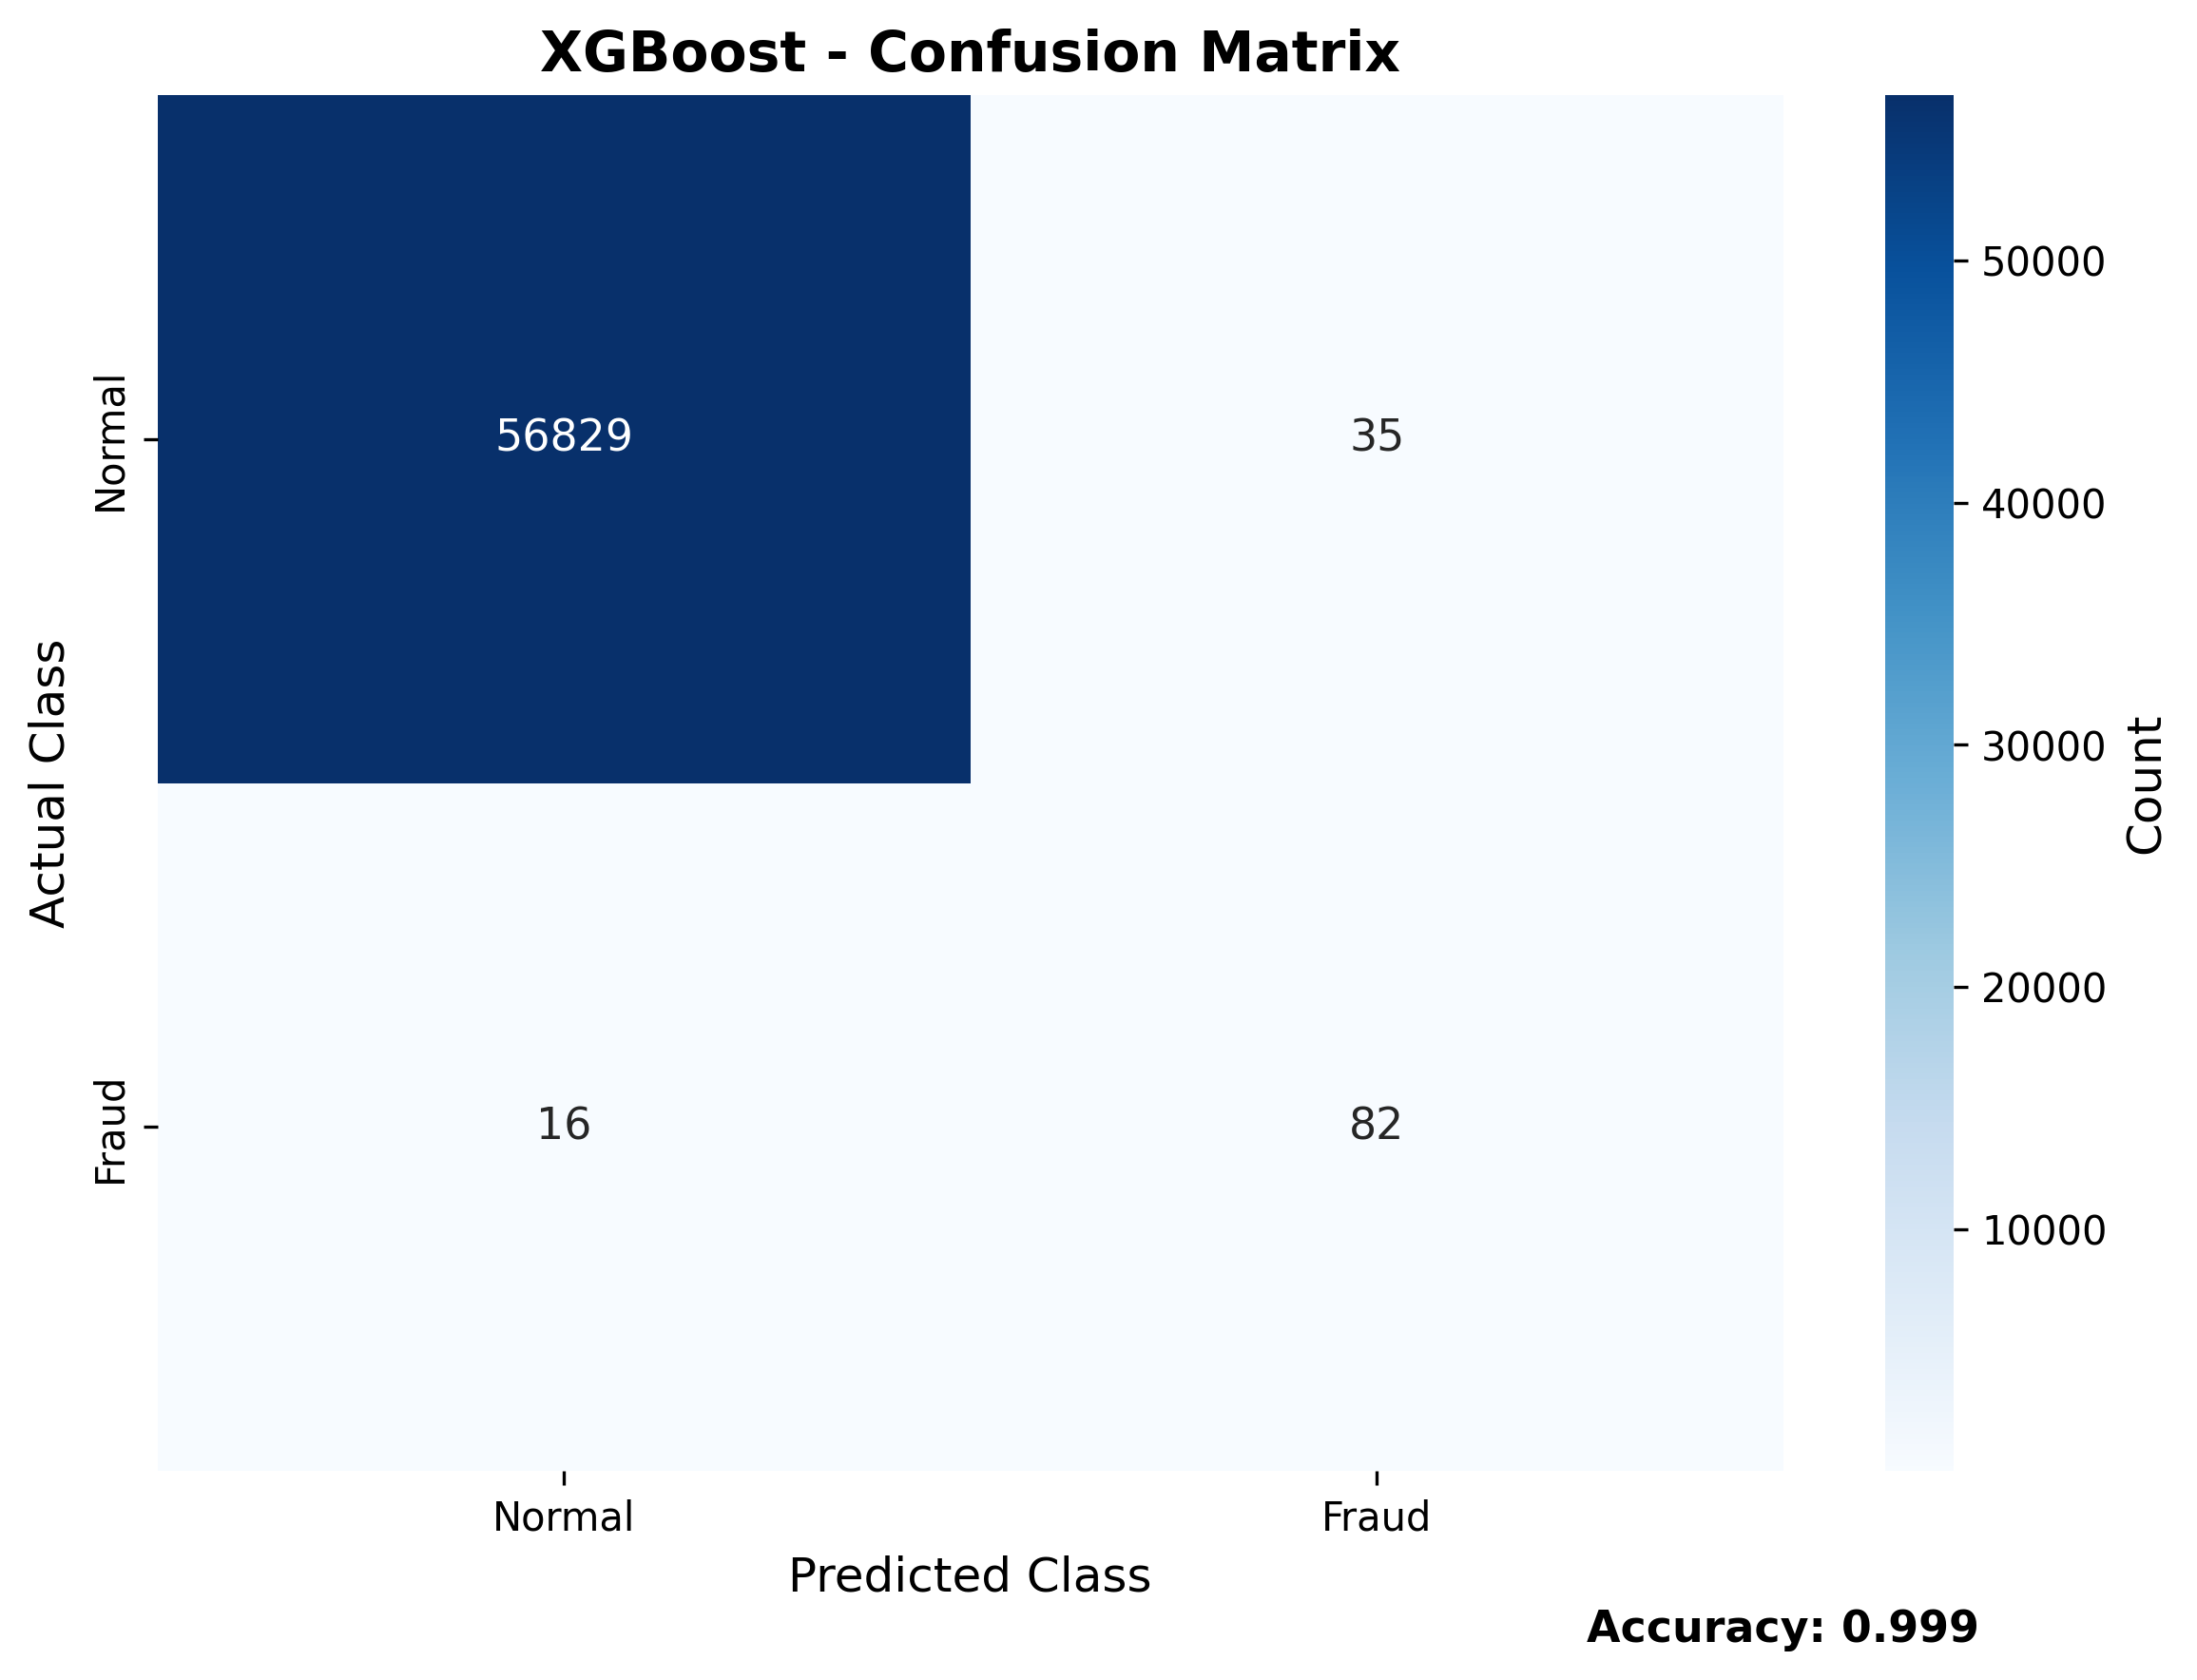 XGBoost - Confusion Matrix
Actual Class
Normal
Fraud
56829
35
16
82
Normal
Fraud
Predicted Class
50000
40000
30000
20000
10000
Count
Accuracy: 0.999